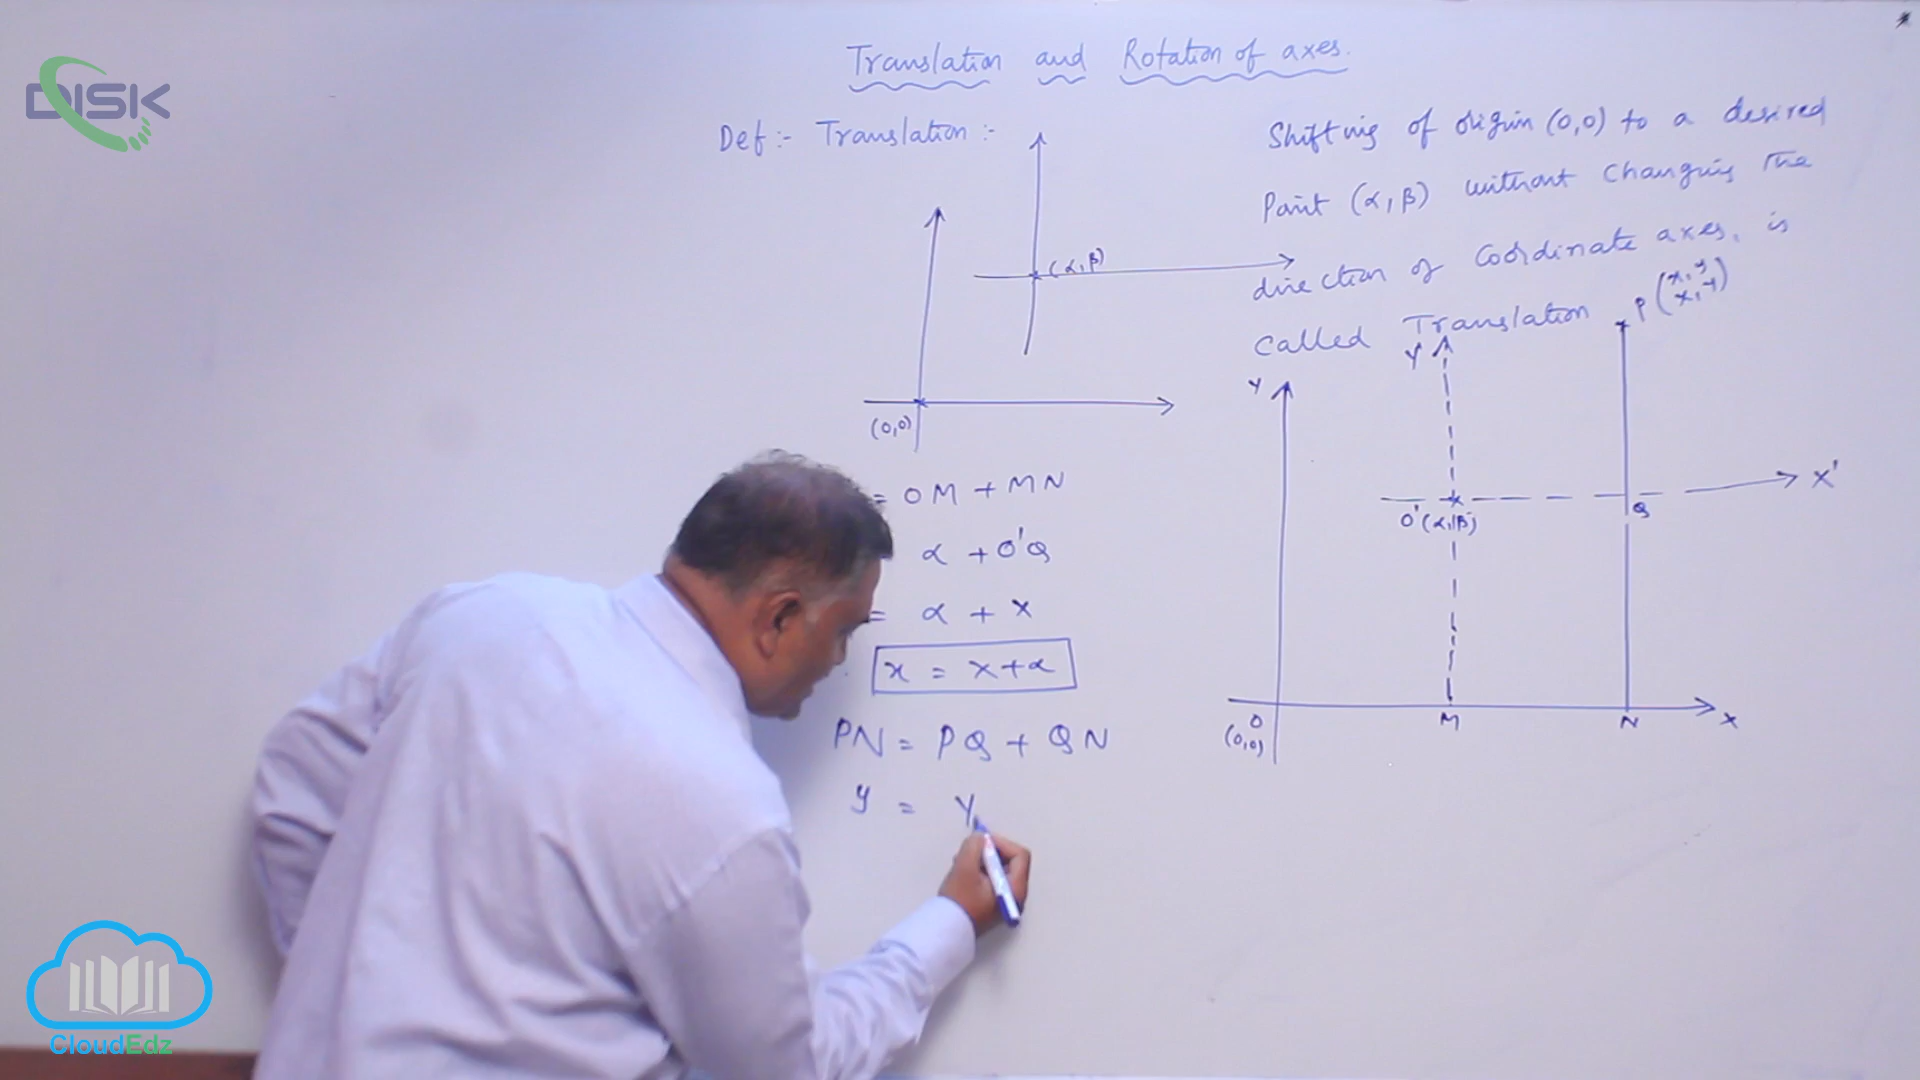 DISK
Translation and Rotation of axes.
Def:- Translation :-
(α, β)
(0,0)
Shifting of origin (0,0) to a desired
Point (α, β) without changing the
direction of Coordinate axes, is
called Translation
= OM + MN
α + O'Q
= α + X
x = X + α
PN = PQ + QN
y = Y
P (x, y
X, Y)
Y'
Y
X'
O' (α, β)
Q
O
(0,0)
M
N
X
CloudEdz